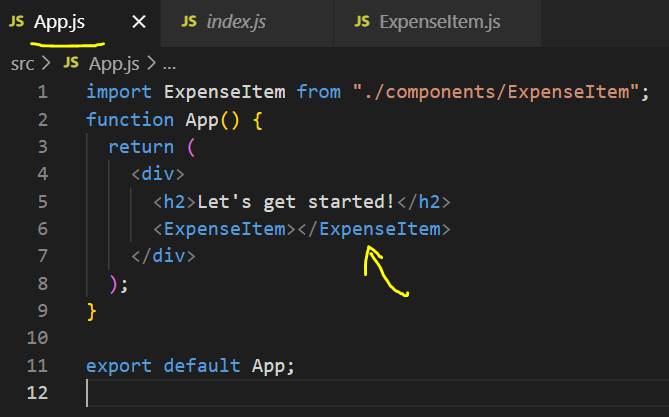 JS App.js × JS index.js JS ExpenseItem.js
src > JS App.js > ...
1 import ExpenseItem from "./components/ExpenseItem";
2 function App() {
3 return (
4 <div>
5 <h2>Let's get started!</h2>
6 <ExpenseItem></ExpenseItem>
7 </div>
8 );
9 }
10
11 export default App;
12